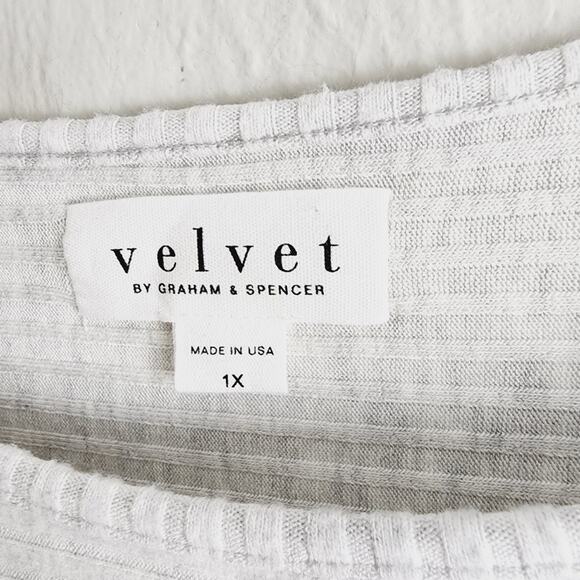 velvet
BY GRAHAM & SPENCER
MADE IN USA
1X